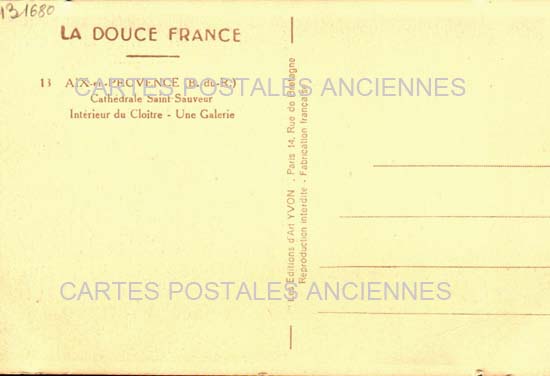 131680
LA DOUCE FRANCE
13 AIX-en-PROVENCE (B.-du-R.)
Cathédrale Saint Sauveur
Intérieur du Cloître - Une Galerie
CARTES POSTALES ANCIENNES
CARTES POSTALES ANCIENNES
Les Editions d'Art YVON . Paris 14, Rue de Bretagne
Reproduction interdite - Fabrication française